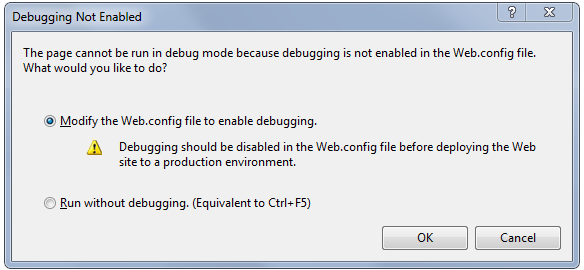 Debugging Not Enabled
The page cannot be run in debug mode because debugging is not enabled in the Web.config file.
What would you like to do?
Modify the Web.config file to enable debugging.
Debugging should be disabled in the Web.config file before deploying the Web
site to a production environment.
Run without debugging. (Equivalent to Ctrl+F5)
OK Cancel